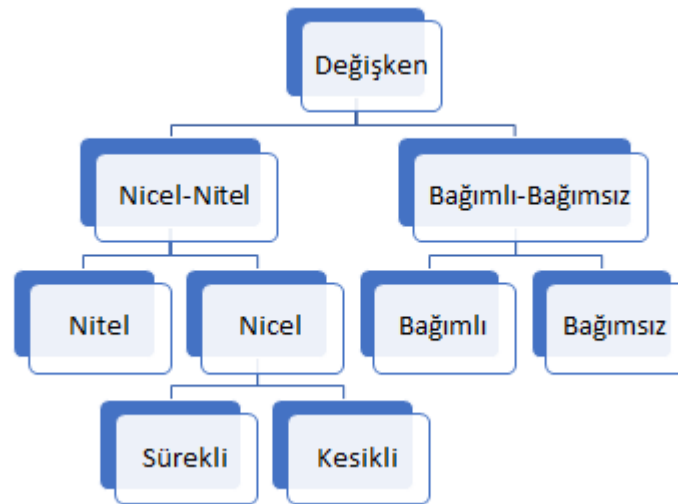 Değişken
Nicel-Nitel
Bağımlı-Bağımsız
Nitel
Nicel
Bağımlı
Bağımsız
Sürekli
Kesikli